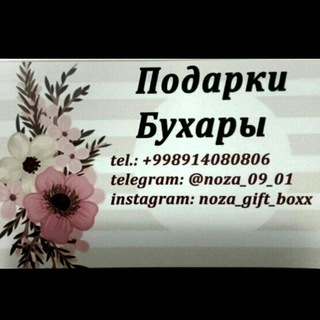 Подарки
Бухары
tel.: +998914080806
telegram: @noza_09_01
instagram: noza_gift_boxx